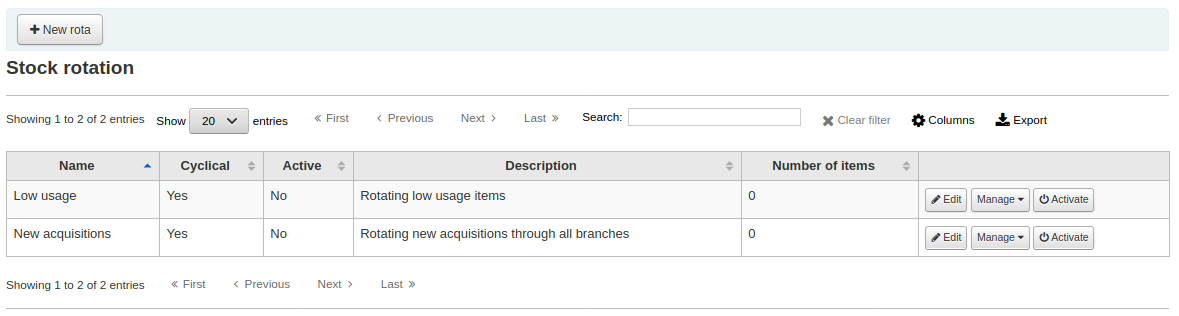 New rota
Stock rotation
Showing 1 to 2 of 2 entries Show 20 entries « First ‹ Previous Next › Last » Search: Clear filter Columns Export
Name Cyclical Active Description Number of items
Low usage Yes No Rotating low usage items 0 Edit Manage Activate
New acquisitions Yes No Rotating new acquisitions through all branches 0 Edit Manage Activate
Showing 1 to 2 of 2 entries « First ‹ Previous Next › Last »